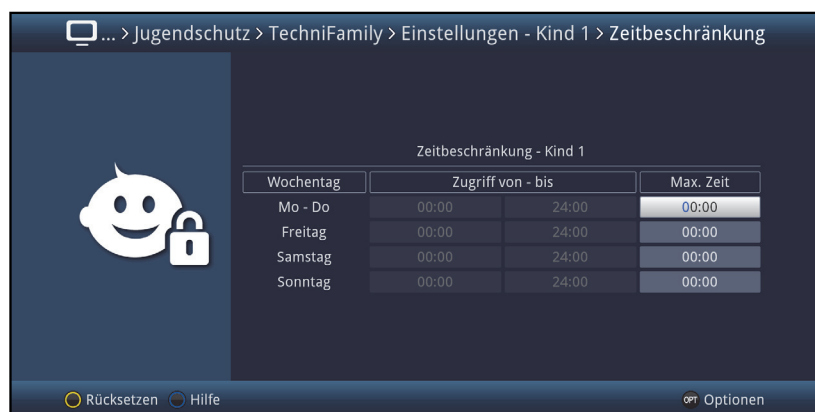 ... > Jugendschutz > TechniFamily > Einstellungen - Kind 1 > Zeitbeschränkung
Zeitbeschränkung - Kind 1
Wochentag Zugriff von - bis Max. Zeit
Mo - Do 00:00 24:00 00:00
Freitag 00:00 24:00 00:00
Samstag 00:00 24:00 00:00
Sonntag 00:00 24:00 00:00
Rücksetzen Hilfe OPT Optionen